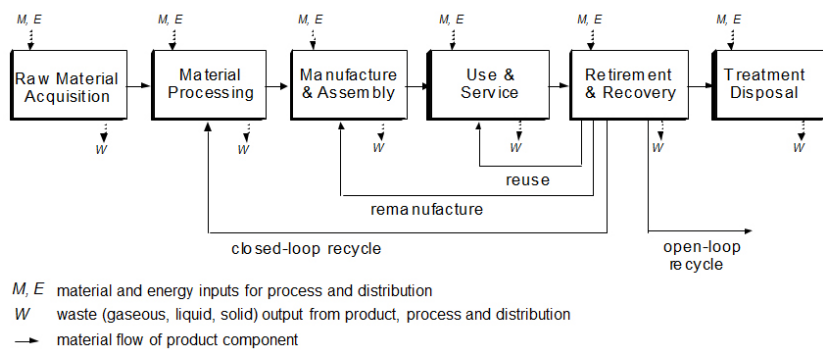 M, E
M, E
M, E
M, E
M, E
M, E
Raw Material
Acquisition
Material
Processing
Manufacture
& Assembly
Use &
Service
Retirement
& Recovery
Treatment
Disposal
W
W
W
W
W
W
reuse
remanufacture
closed-loop recycle
open-loop
recycle
M, E material and energy inputs for process and distribution
W waste (gaseous, liquid, solid) output from product, process and distribution
material flow of product component